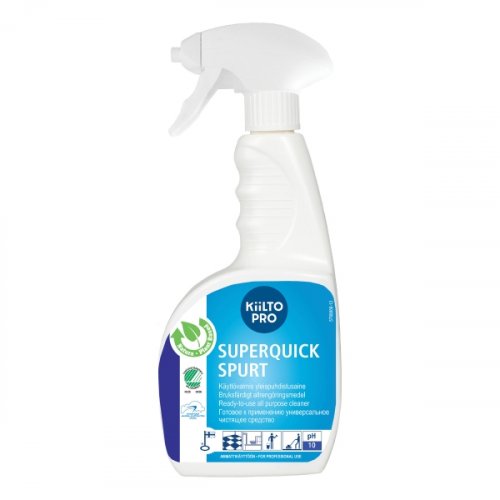 KiiLTO
PRO
SUPERQUICK
SPURT
Käyttövalmis yleispuhdistusaine
Bruksfärdigt allrengöringsmedel
Ready-to-use all purpose cleaner
Готовое к применению универсальное
чистящее средство
pH
10
AMMATTIKÄYTTÖÖN - FOR PROFESSIONAL USE